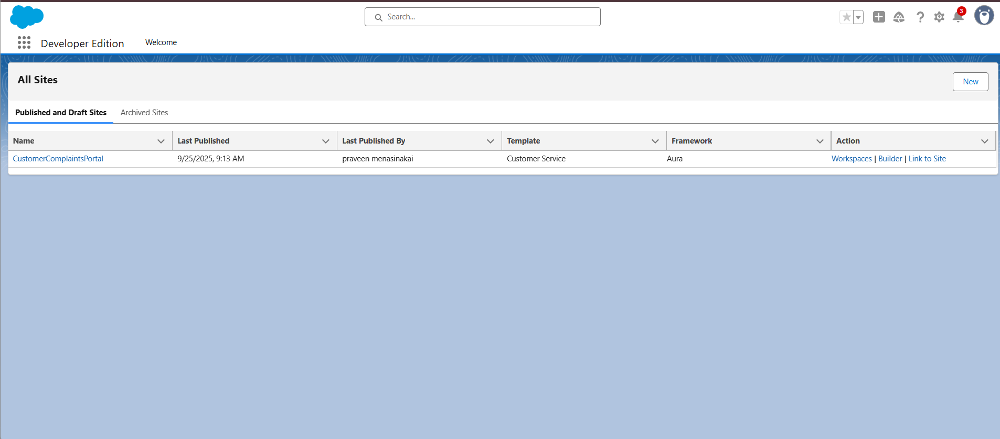 Search...
3
Developer Edition Welcome
All Sites
New
Published and Draft Sites Archived Sites
Name Last Published Last Published By Template Framework Action
CustomerComplaintsPortal 9/25/2025, 9:13 AM praveen menasinakai Customer Service Aura Workspaces | Builder | Link to Site